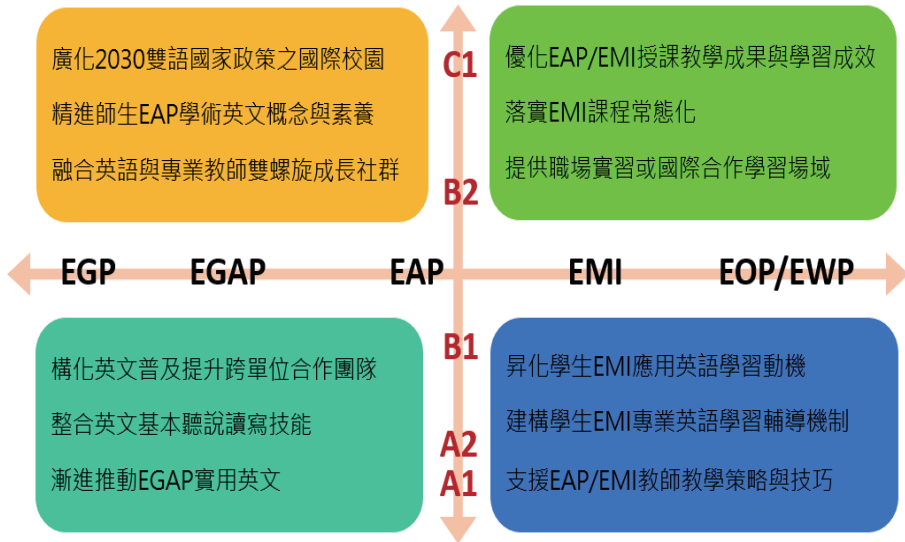 廣化2030雙語國家政策之國際校園
精進師生EAP學術英文概念與素養
融合英語與專業教師雙螺旋成長社群
C1
B2
優化EAP/EMI授課教學成果與學習成效
落實EMI課程常態化
提供職場實習或國際合作學習場域
EGP EGAP EAP EMI EOP/EWP
構化英文普及提升跨單位合作團隊
整合英文基本聽說讀寫技能
漸進推動EGAP實用英文
B1
A2
A1
昇化學生EMI應用英語學習動機
建構學生EMI專業英語學習輔導機制
支援EAP/EMI教師教學策略與技巧